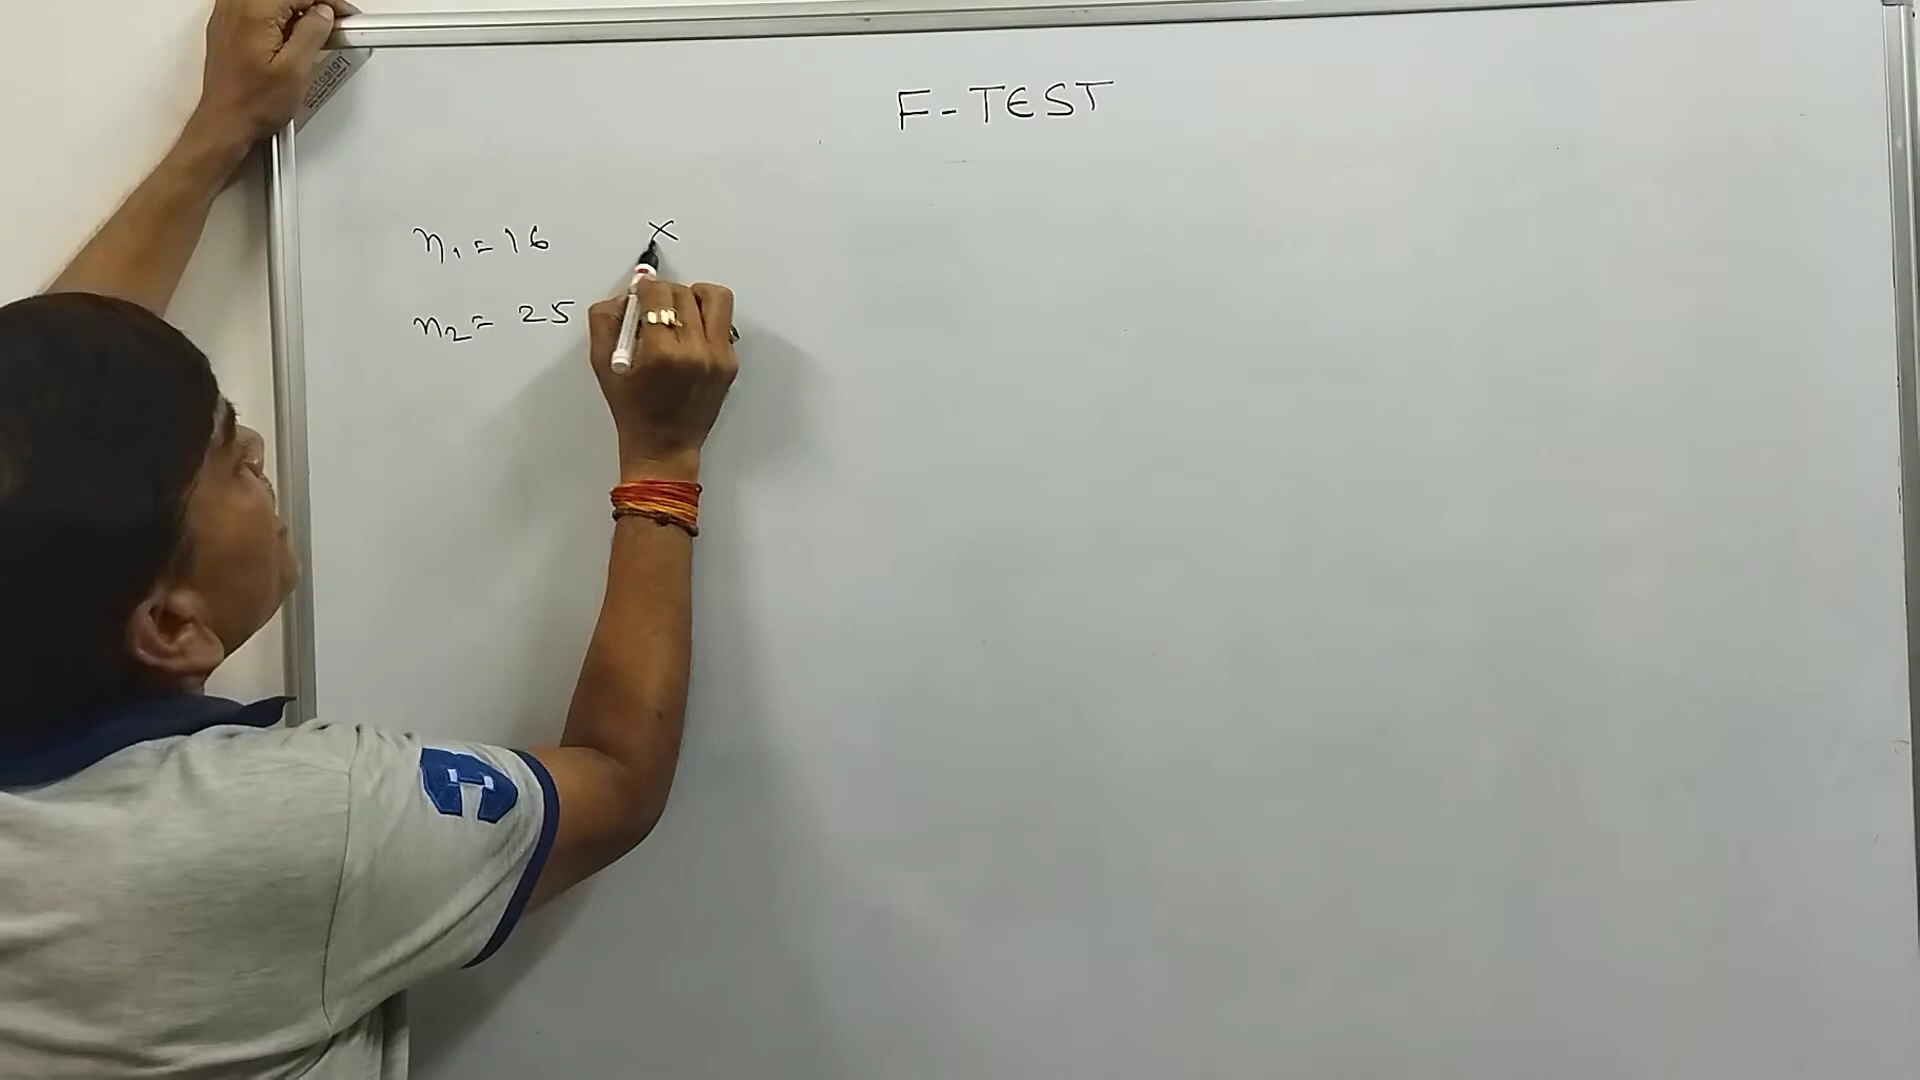 F-TEST
n₁ = 16 x
n₂ = 25